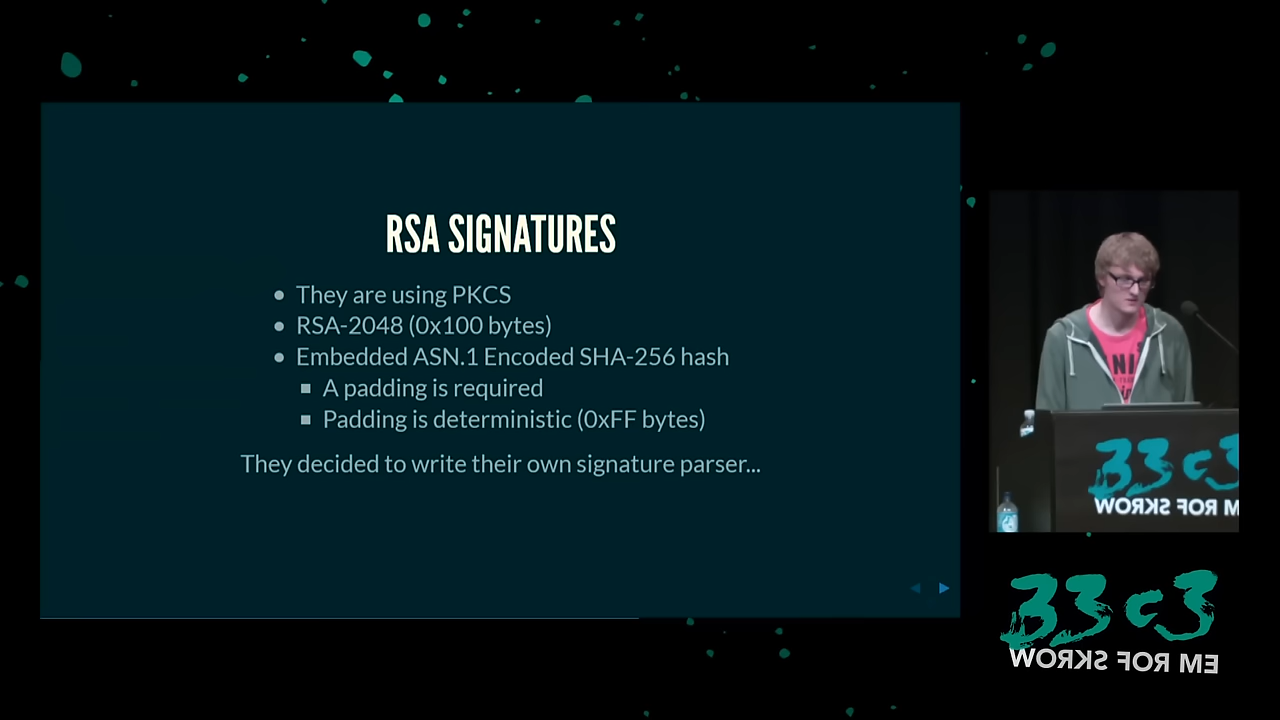 RSA SIGNATURES
They are using PKCS
RSA-2048 (0x100 bytes)
Embedded ASN.1 Encoded SHA-256 hash
A padding is required
Padding is deterministic (0xFF bytes)
They decided to write their own signature parser...
33c3
WORKS FOR M
33c3
WORKS FOR ME